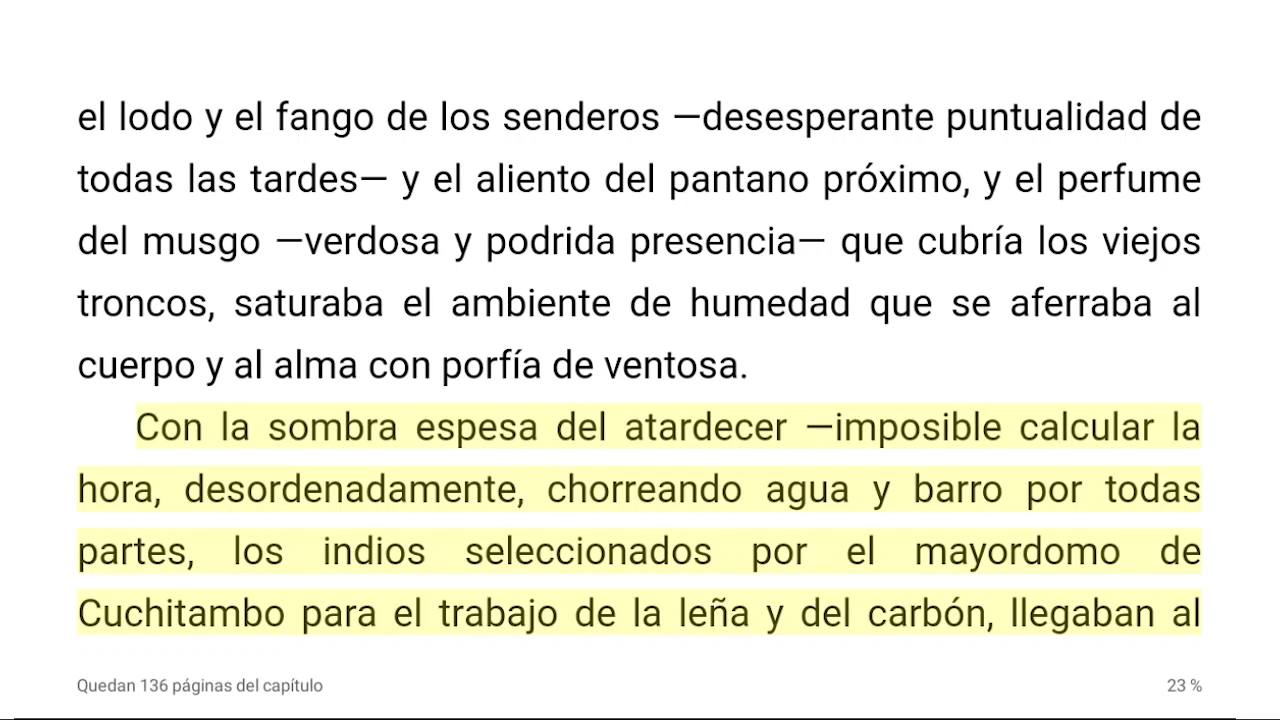 el lodo y el fango de los senderos —desesperante puntualidad de
todas las tardes— y el aliento del pantano próximo, y el perfume
del musgo —verdosa y podrida presencia— que cubría los viejos
troncos, saturaba el ambiente de humedad que se aferraba al
cuerpo y al alma con porfía de ventosa.
Con la sombra espesa del atardecer —imposible calcular la
hora, desordenadamente, chorreando agua y barro por todas
partes, los indios seleccionados por el mayordomo de
Cuchitambo para el trabajo de la leña y del carbón, llegaban al
Quedan 136 páginas del capítulo
23 %